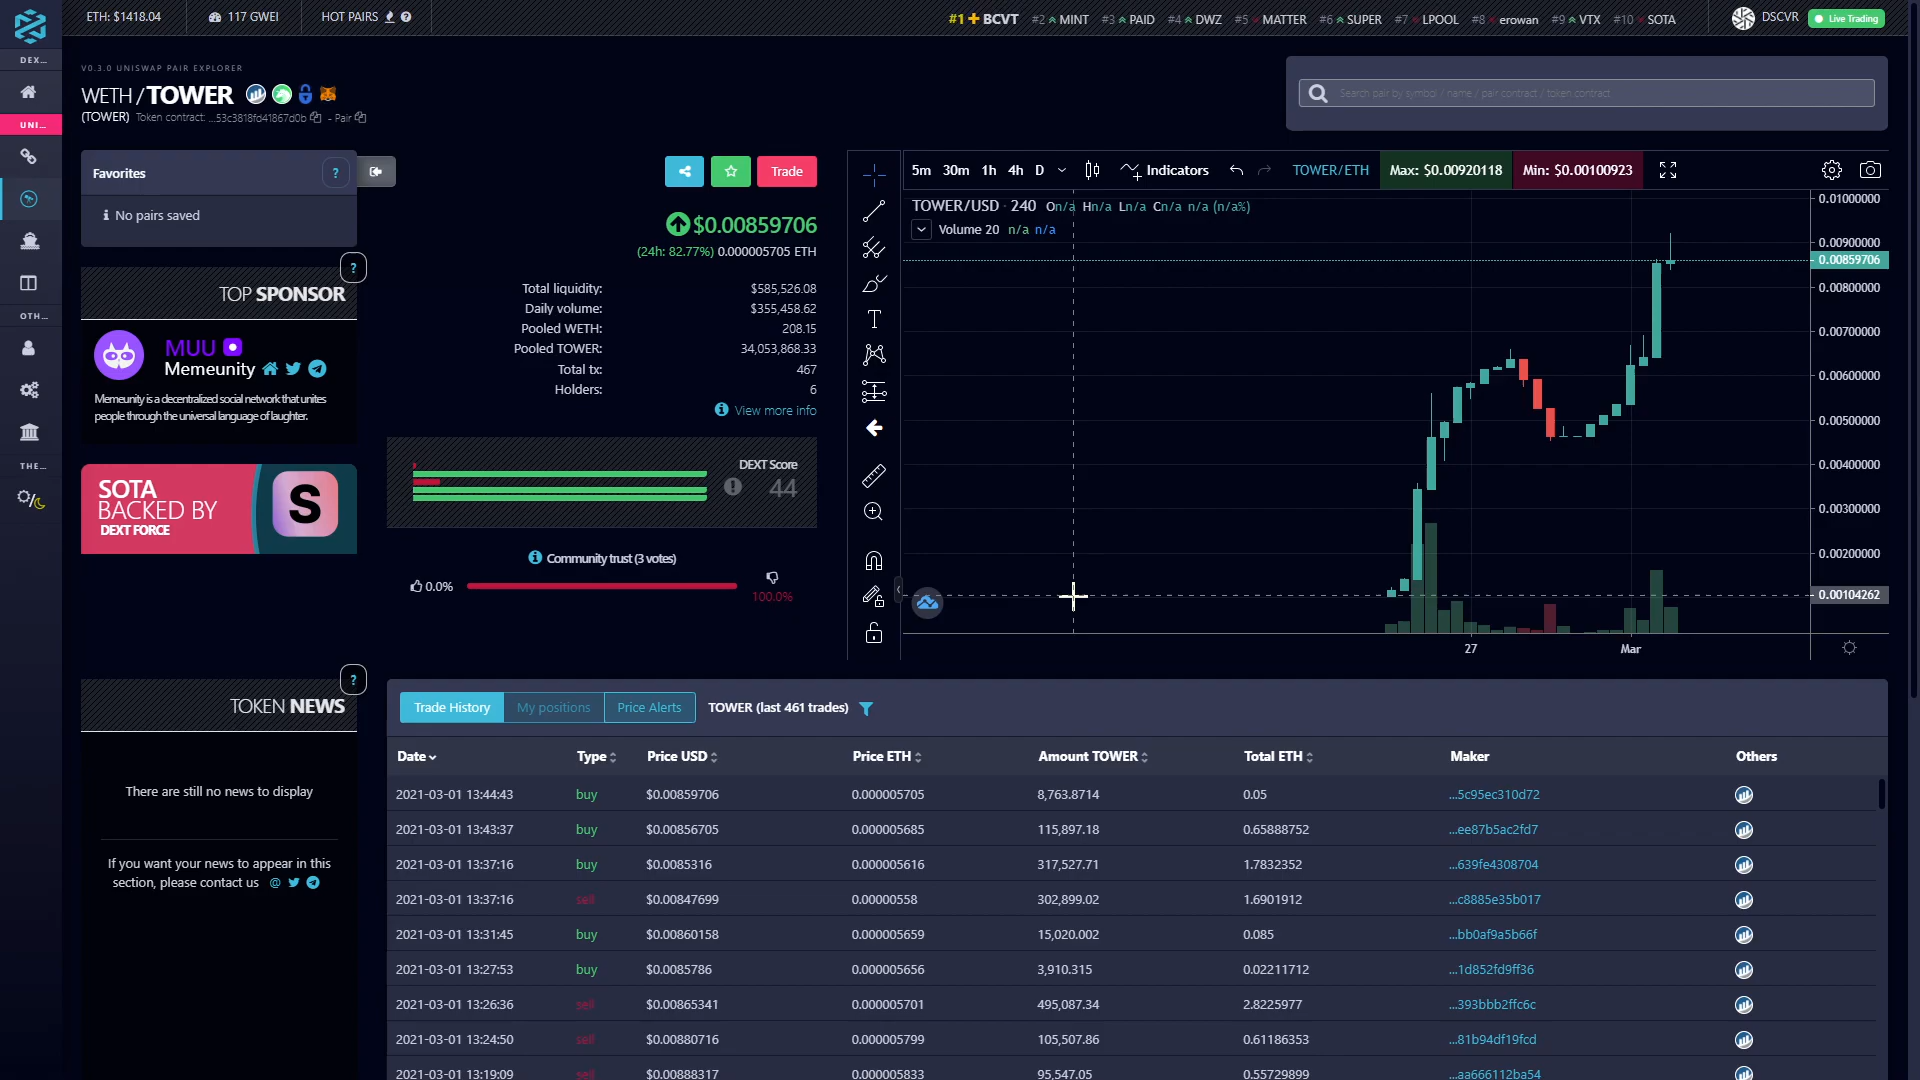 ETH: $1418.04
117 GWEI
HOT PAIRS
#1 BCVT #2 MINT #3 PAID #4 DWZ #5 MATTER #6 SUPER #7 LPOOL #8 erowan #9 VTX #10 SOTA
DSCVR
Live Trading
DEX...
UNI...
OTH...
THE...
V0.3.0 UNISWAP PAIR EXPLORER
WETH/TOWER
(TOWER) Token contract: ...53c3818fd41867d0b - Pair
Search pair by symbol / name / pair contract / token contract
Favorites ?
No pairs saved
?
TOP SPONSOR
MUU
Memeunity
Memeunity is a decentralized social network that unites
people through the universal language of laughter.
SOTA
BACKED BY
DEXT FORCE
S
Trade
$0.00859706
(24h: 82.77%) 0.000005705 ETH
Total liquidity: $585,526.08
Daily volume: $355,458.62
Pooled WETH: 208.15
Pooled TOWER: 34,053,868.33
Total tx: 467
Holders: 6
View more info
DEXT Score
44
Community trust (3 votes)
0.0%
100.0%
5m 30m 1h 4h D Indicators TOWER/ETH Max: $0.00920118 Min: $0.00100923
TOWER/USD · 240 On/a Hn/a Ln/a Cn/a n/a (n/a%)
Volume 20 n/a n/a
0.01000000
0.00900000
0.00859706
0.00800000
0.00700000
0.00600000
0.00500000
0.00400000
0.00300000
0.00200000
0.00104262
27 Mar
?
TOKEN NEWS
There are still no news to display
If you want your news to appear in this
section, please contact us @
Trade History My positions Price Alerts TOWER (last 461 trades)
Date Type Price USD Price ETH Amount TOWER Total ETH Maker Others
2021-03-01 13:44:43 buy $0.00859706 0.000005705 8,763.8714 0.05 ...5c95ec310d72
2021-03-01 13:43:37 buy $0.00856705 0.000005685 115,897.18 0.65888752 ...ee87b5ac2fd7
2021-03-01 13:37:16 buy $0.0085316 0.000005616 317,527.71 1.7832352 ...639fe4308704
2021-03-01 13:37:16 sell $0.00847699 0.00000558 302,899.02 1.6901912 ...c8885e35b017
2021-03-01 13:31:45 buy $0.00860158 0.000005659 15,020.002 0.085 ...bb0af9a5b66f
2021-03-01 13:27:53 buy $0.0085786 0.000005656 3,910.315 0.02211712 ...1d852fd9ff36
2021-03-01 13:26:36 sell $0.00865341 0.000005701 495,087.34 2.8225977 ...393bbb2ffc6c
2021-03-01 13:24:50 sell $0.00880716 0.000005799 105,507.86 0.61186353 ...81b94df19fcd
2021-03-01 13:19:09 sell $0.00888317 0.000005833 95,547.05 0.55729899 ...aa666112ba54